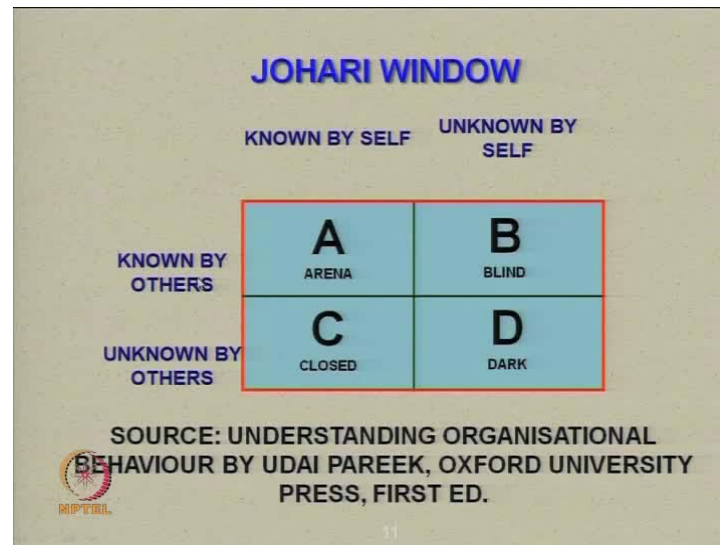 JOHARI WINDOW
KNOWN BY SELF
UNKNOWN BY
SELF
KNOWN BY
OTHERS
A
ARENA
B
BLIND
UNKNOWN BY
OTHERS
C
CLOSED
D
DARK
SOURCE: UNDERSTANDING ORGANISATIONAL
BEHAVIOUR BY UDAI PAREEK, OXFORD UNIVERSITY
PRESS, FIRST ED.
NPTEL
11